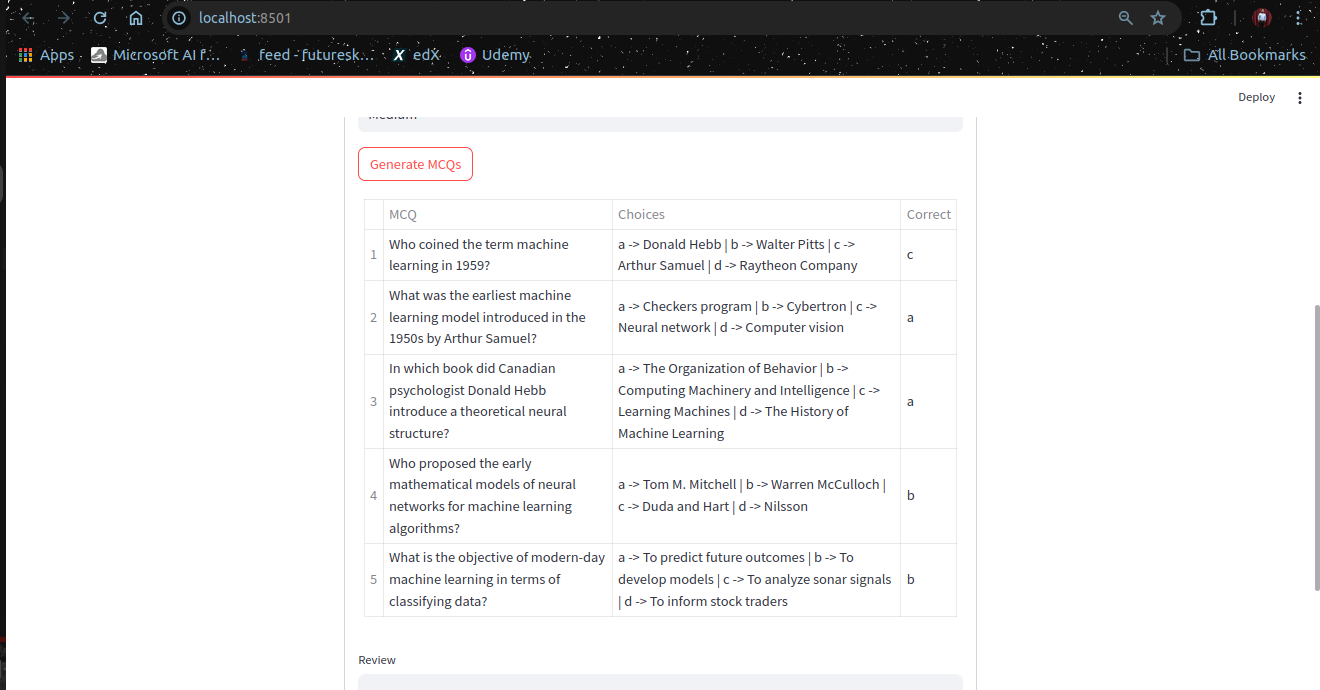 localhost:8501
Apps
Microsoft AI f...
feed - futuresk...
edX
Udemy
All Bookmarks
Deploy
Medium
Generate MCQs
MCQ Choices Correct
1
Who coined the term machine
learning in 1959?
a -> Donald Hebb | b -> Walter Pitts | c ->
Arthur Samuel | d -> Raytheon Company
c
2
What was the earliest machine
learning model introduced in the
1950s by Arthur Samuel?
a -> Checkers program | b -> Cybertron | c ->
Neural network | d -> Computer vision
a
3
In which book did Canadian
psychologist Donald Hebb
introduce a theoretical neural
structure?
a -> The Organization of Behavior | b ->
Computing Machinery and Intelligence | c ->
Learning Machines | d -> The History of
Machine Learning
a
4
Who proposed the early
mathematical models of neural
networks for machine learning
algorithms?
a -> Tom M. Mitchell | b -> Warren McCulloch |
c -> Duda and Hart | d -> Nilsson
b
5
What is the objective of modern-day
machine learning in terms of
classifying data?
a -> To predict future outcomes | b -> To
develop models | c -> To analyze sonar signals
| d -> To inform stock traders
b
Review